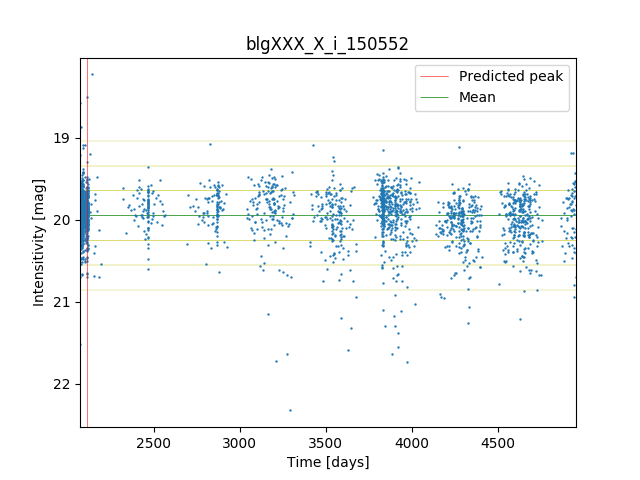 blgXXX_X_i_150552
Predicted peak
Mean
19
20
21
22
Intensitivity [mag]
2500
3000
3500
4000
4500
Time [days]